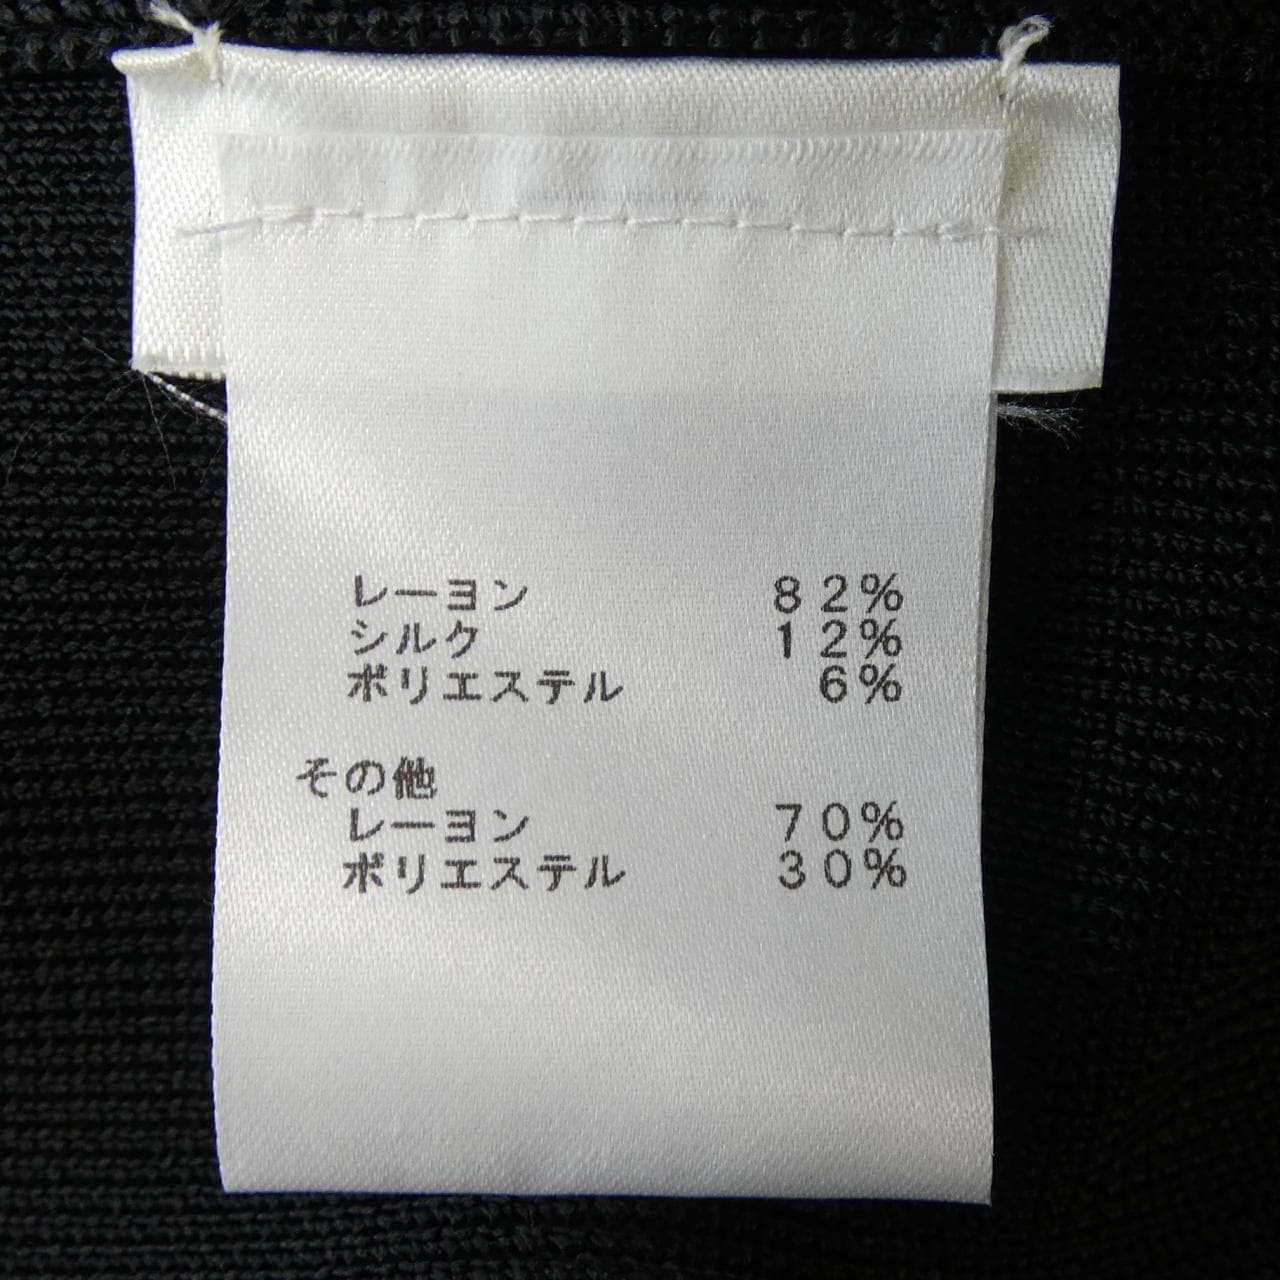 レーヨン 82%
シルク 12%
ポリエステル 6%
その他
レーヨン 70%
ポリエステル 30%